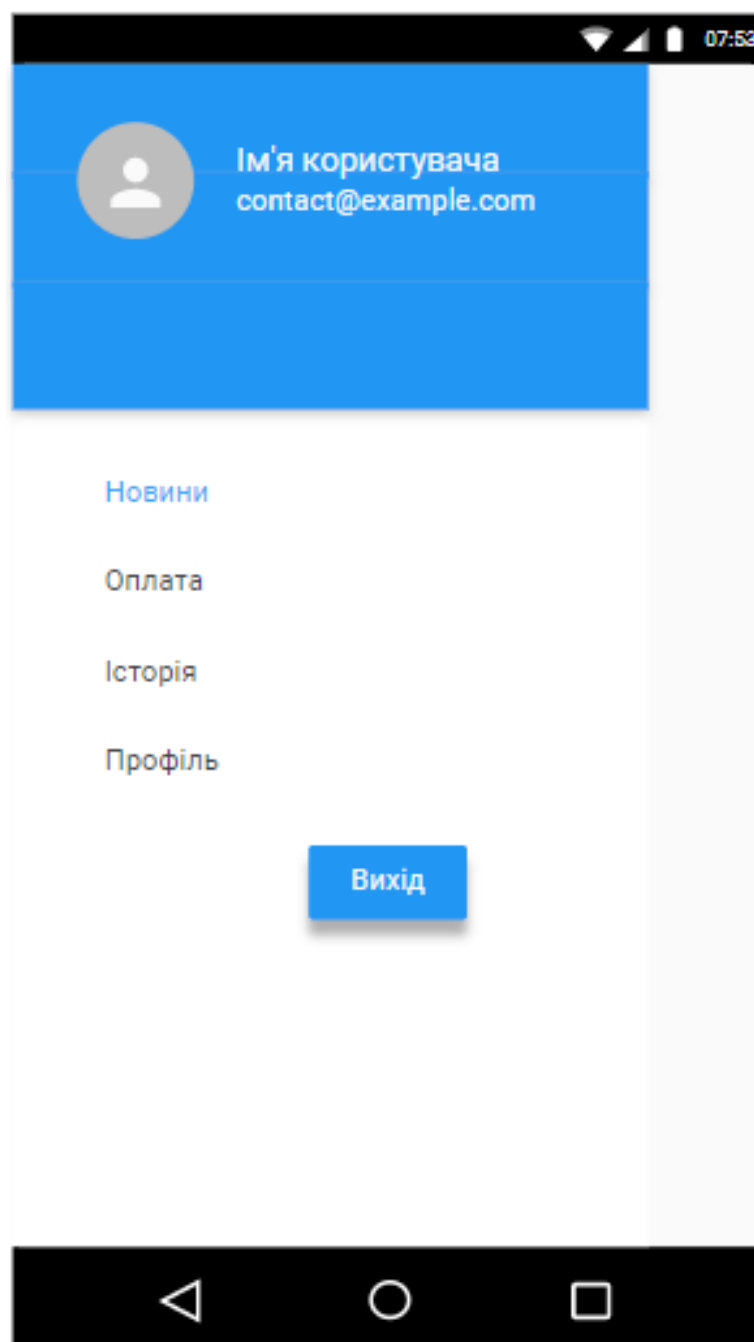 07:53
Ім'я користувача
contact@example.com
Новини
Оплата
Історія
Профіль
Вихід